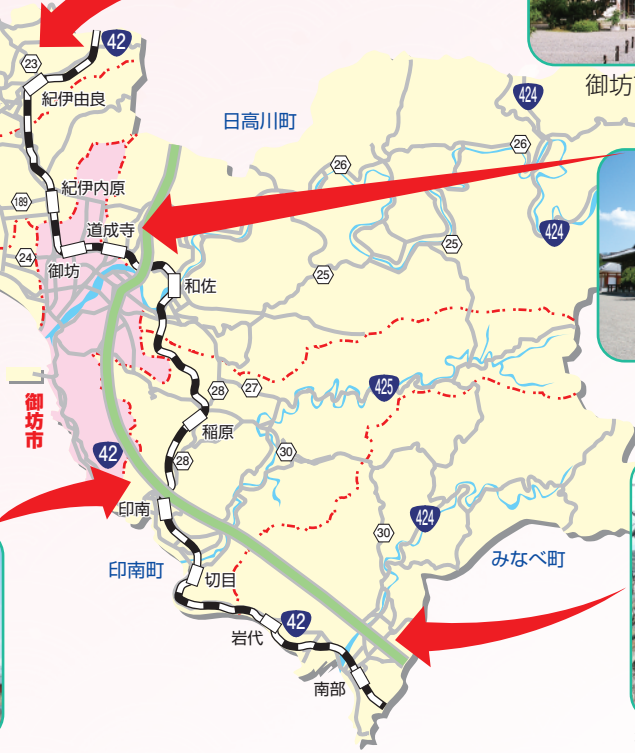 42
23
紀伊由良
424
御坊
日高川町
26
26
紀伊内原
189
道成寺
424
24
御坊
25
25
和佐
御坊市
28
27
425
稲原
42
28
30
印南
424
30
印南町
みなべ町
切目
42
岩代
南部